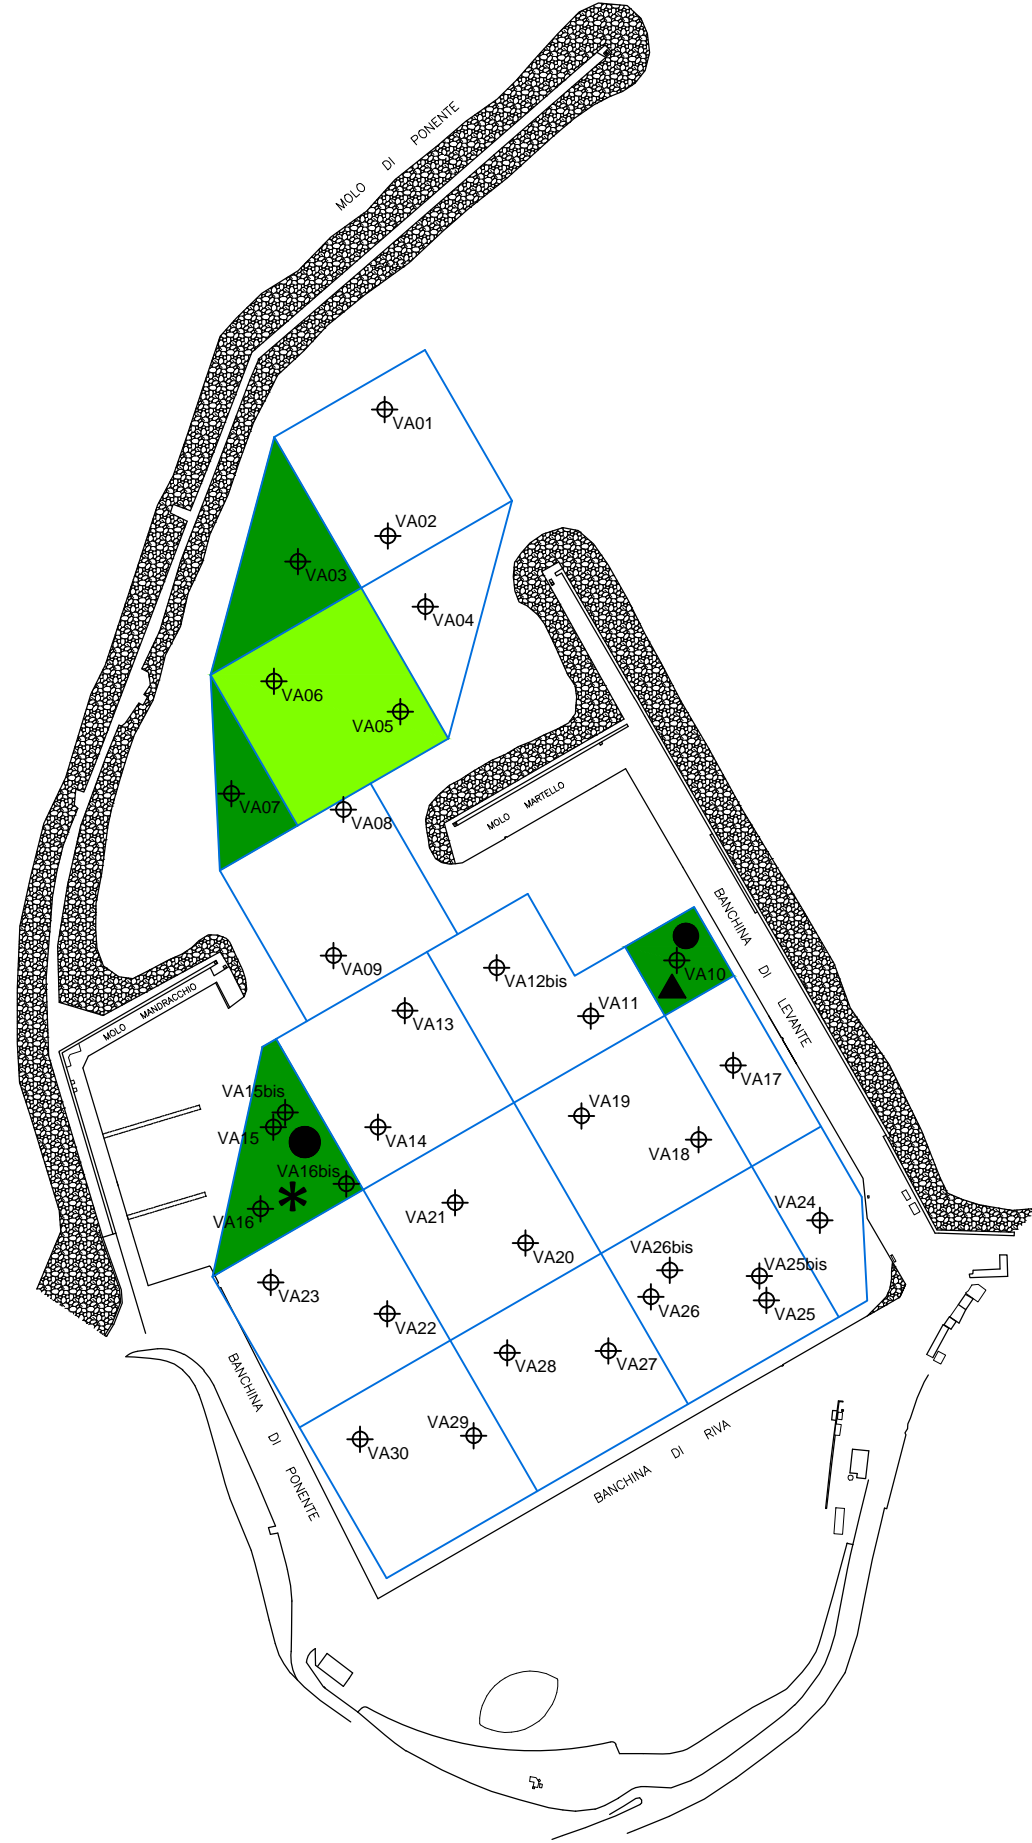 MOLO DI PONENTE
VA01
VA02
VA03
VA04
VA06
VA05
VA07
VA08
MOLO MARTELLO
BANCHINA DI LEVANTE
VA09
VA12bis
VA10
VA11
VA13
MOLO MANDRACCHIO
VA17
VA15bis
VA19
VA15
VA14
VA18
VA16bis
VA21
VA24
VA16
VA20
VA26bis
VA25bis
VA23
VA22
VA26
VA25
VA28
VA27
BANCHINA DI PONENTE
VA29
VA30
BANCHINA DI RIVA